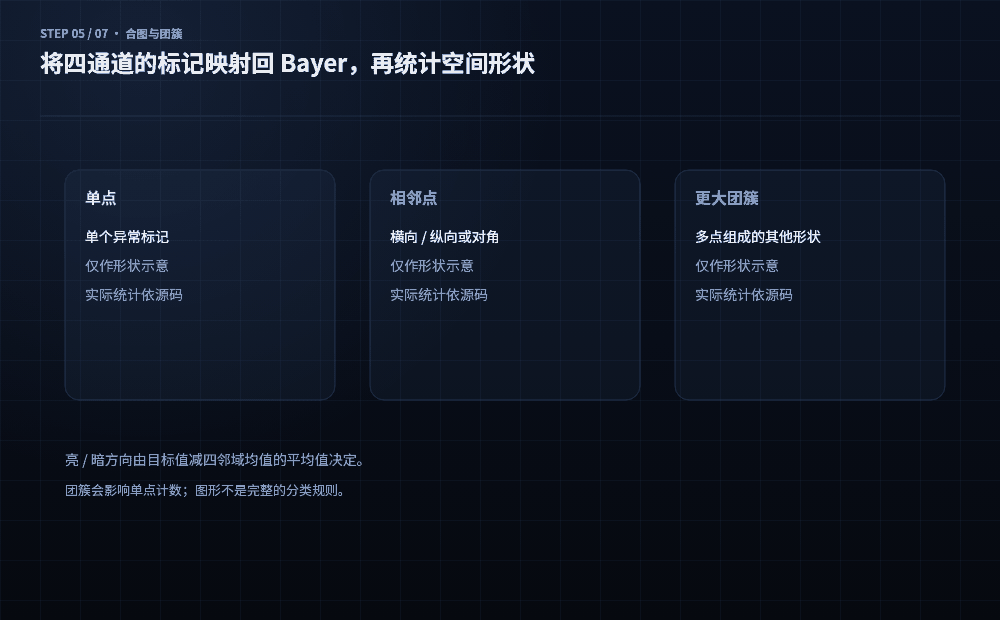 STEP 05 / 07 · 合图与团簇
将四通道的标记映射回 Bayer，再统计空间形状
单点
单个异常标记
仅作形状示意
实际统计依源码
相邻点
横向 / 纵向或对角
仅作形状示意
实际统计依源码
更大团簇
多点组成的其他形状
仅作形状示意
实际统计依源码
亮 / 暗方向由目标值减四邻域均值的平均值决定。
团簇会影响单点计数；图形不是完整的分类规则。